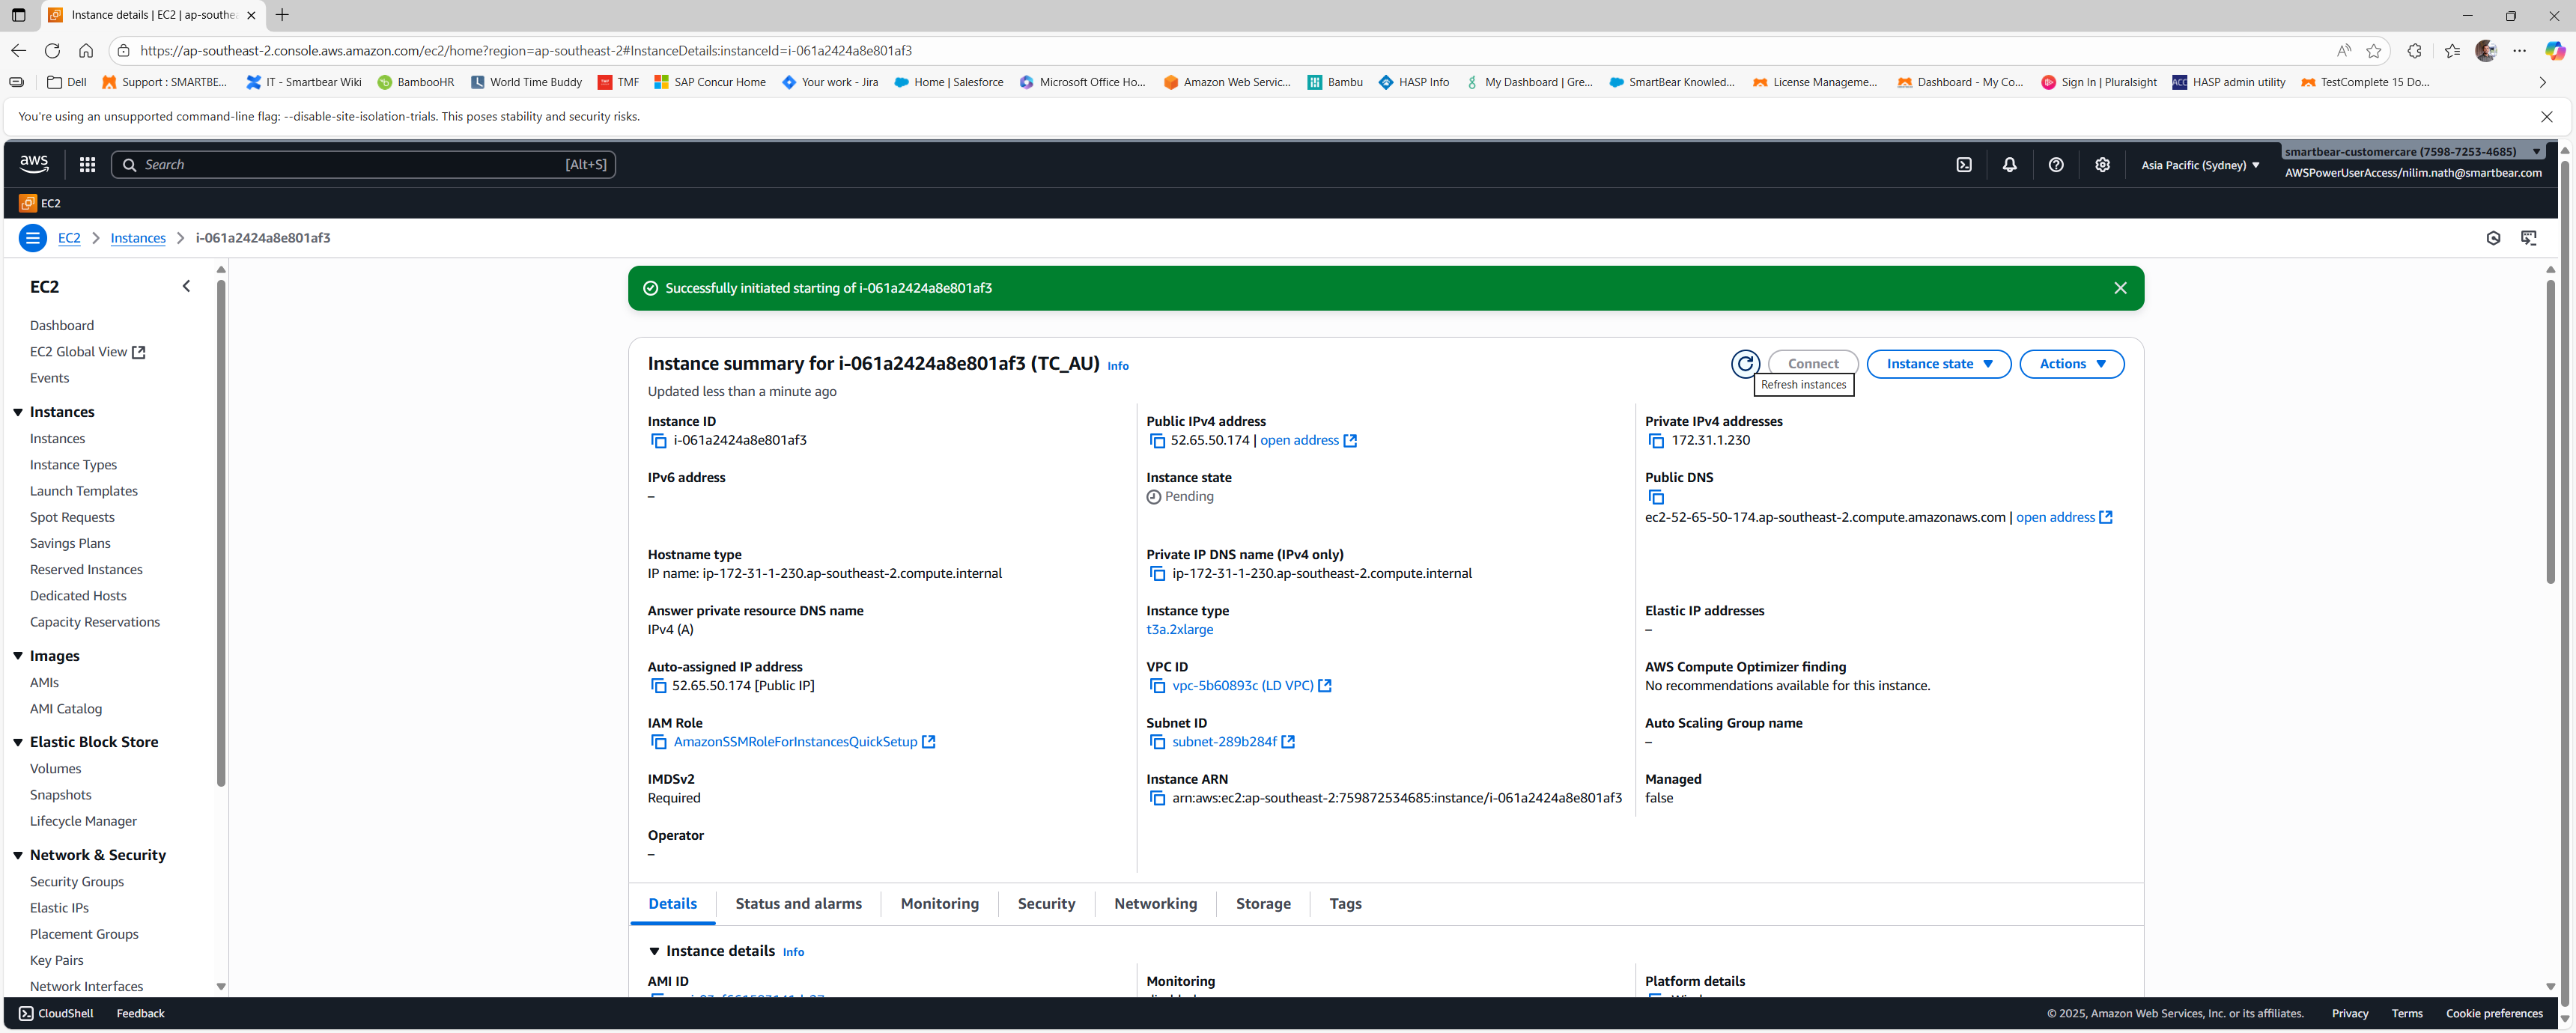 Instance details | EC2 | ap-southe
https://ap-southeast-2.console.aws.amazon.com/ec2/home?region=ap-southeast-2#InstanceDetails:instanceId=i-061a2424a8e801af3
Dell
Support : SMARTBE...
IT - Smartbear Wiki
BambooHR
World Time Buddy
TMF
SAP Concur Home
Your work - Jira
Home | Salesforce
Microsoft Office Ho...
Amazon Web Servic...
Bambu
HASP Info
My Dashboard | Gre...
SmartBear Knowled...
License Manageme...
Dashboard - My Co...
Sign In | Pluralsight
ACC
HASP admin utility
TestComplete 15 Do...
You're using an unsupported command-line flag: --disable-site-isolation-trials. This poses stability and security risks.
aws
Search
[Alt+S]
Asia Pacific (Sydney)
smartbear-customercare (7598-7253-4685)
AWSPowerUserAccess/nilim.nath@smartbear.com
EC2
EC2
Instances
i-061a2424a8e801af3
EC2
Dashboard
EC2 Global View
Events
Instances
Instances
Instance Types
Launch Templates
Spot Requests
Savings Plans
Reserved Instances
Dedicated Hosts
Capacity Reservations
Images
AMIs
AMI Catalog
Elastic Block Store
Volumes
Snapshots
Lifecycle Manager
Network & Security
Security Groups
Elastic IPs
Placement Groups
Key Pairs
Network Interfaces
Successfully initiated starting of i-061a2424a8e801af3
Instance summary for i-061a2424a8e801af3 (TC_AU) Info
Updated less than a minute ago
Connect
Instance state
Actions
Refresh instances
Instance ID
i-061a2424a8e801af3
Public IPv4 address
52.65.50.174 | open address
Private IPv4 addresses
172.31.1.230
IPv6 address
–
Instance state
Pending
Public DNS
ec2-52-65-50-174.ap-southeast-2.compute.amazonaws.com | open address
Hostname type
IP name: ip-172-31-1-230.ap-southeast-2.compute.internal
Private IP DNS name (IPv4 only)
ip-172-31-1-230.ap-southeast-2.compute.internal
Answer private resource DNS name
IPv4 (A)
Instance type
t3a.2xlarge
Elastic IP addresses
–
Auto-assigned IP address
52.65.50.174 [Public IP]
VPC ID
vpc-5b60893c (LD VPC)
AWS Compute Optimizer finding
No recommendations available for this instance.
IAM Role
AmazonSSMRoleForInstancesQuickSetup
Subnet ID
subnet-289b284f
Auto Scaling Group name
–
IMDSv2
Required
Instance ARN
arn:aws:ec2:ap-southeast-2:759872534685:instance/i-061a2424a8e801af3
Managed
false
Operator
–
Details
Status and alarms
Monitoring
Security
Networking
Storage
Tags
Instance details Info
AMI ID
Monitoring
Platform details
CloudShell
Feedback
© 2025, Amazon Web Services, Inc. or its affiliates.
Privacy
Terms
Cookie preferences